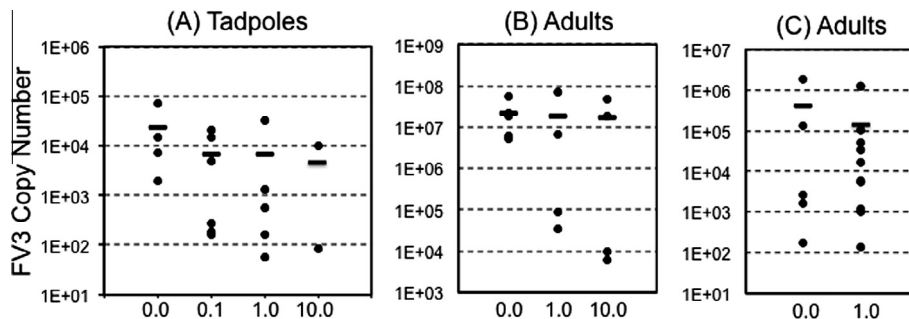 (A) Tadpoles
(B) Adults
(C) Adults
FV3 Copy Number
1E+06
1E+05
1E+04
1E+03
1E+02
1E+01
0.0 0.1 1.0 10.0
1E+09
1E+08
1E+07
1E+06
1E+05
1E+04
1E+03
0.0 1.0 10.0
1E+07
1E+06
1E+05
1E+04
1E+03
1E+02
1E+01
0.0 1.0